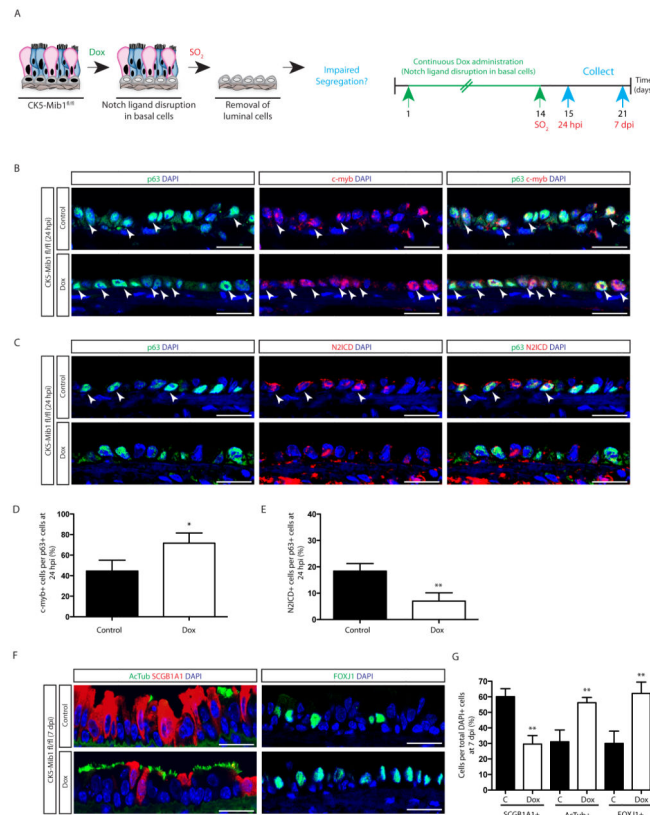 A
Dox
SO2
CK5-Mib1fl/fl
Notch ligand disruption
in basal cells
Removal of
luminal cells
Impaired
Segregation?
Continuous Dox administration
(Notch ligand disruption in basal cells)
Collect
Time
(days)
1
14
15
21
SO2
24 hpi
7 dpi
B
p63 DAPI
c-myb DAPI
p63 c-myb DAPI
CK5-Mib1 fl/fl (24 hpi)
Control
Dox
C
p63 DAPI
N2ICD DAPI
p63 N2ICD DAPI
CK5-Mib1 fl/fl (24 hpi)
Control
Dox
D
c-myb+ cells per p63+ cells at
24 hpi (%)
100
80
60
40
20
0
*
Control
Dox
E
N2ICD+ cells per p63+ cells at
24 hpi (%)
40
30
20
10
0
**
Control
Dox
F
AcTub SCGB1A1 DAPI
FOXJ1 DAPI
CK5-Mib1 fl/fl (7 dpi)
Control
Dox
G
Cells per total DAPI+ cells
at 7 dpi (%)
70
60
50
40
30
20
10
0
**
**
**
C
Dox
C
Dox
C
Dox
SCGB1A1+
AcTub+
FOXJ1+